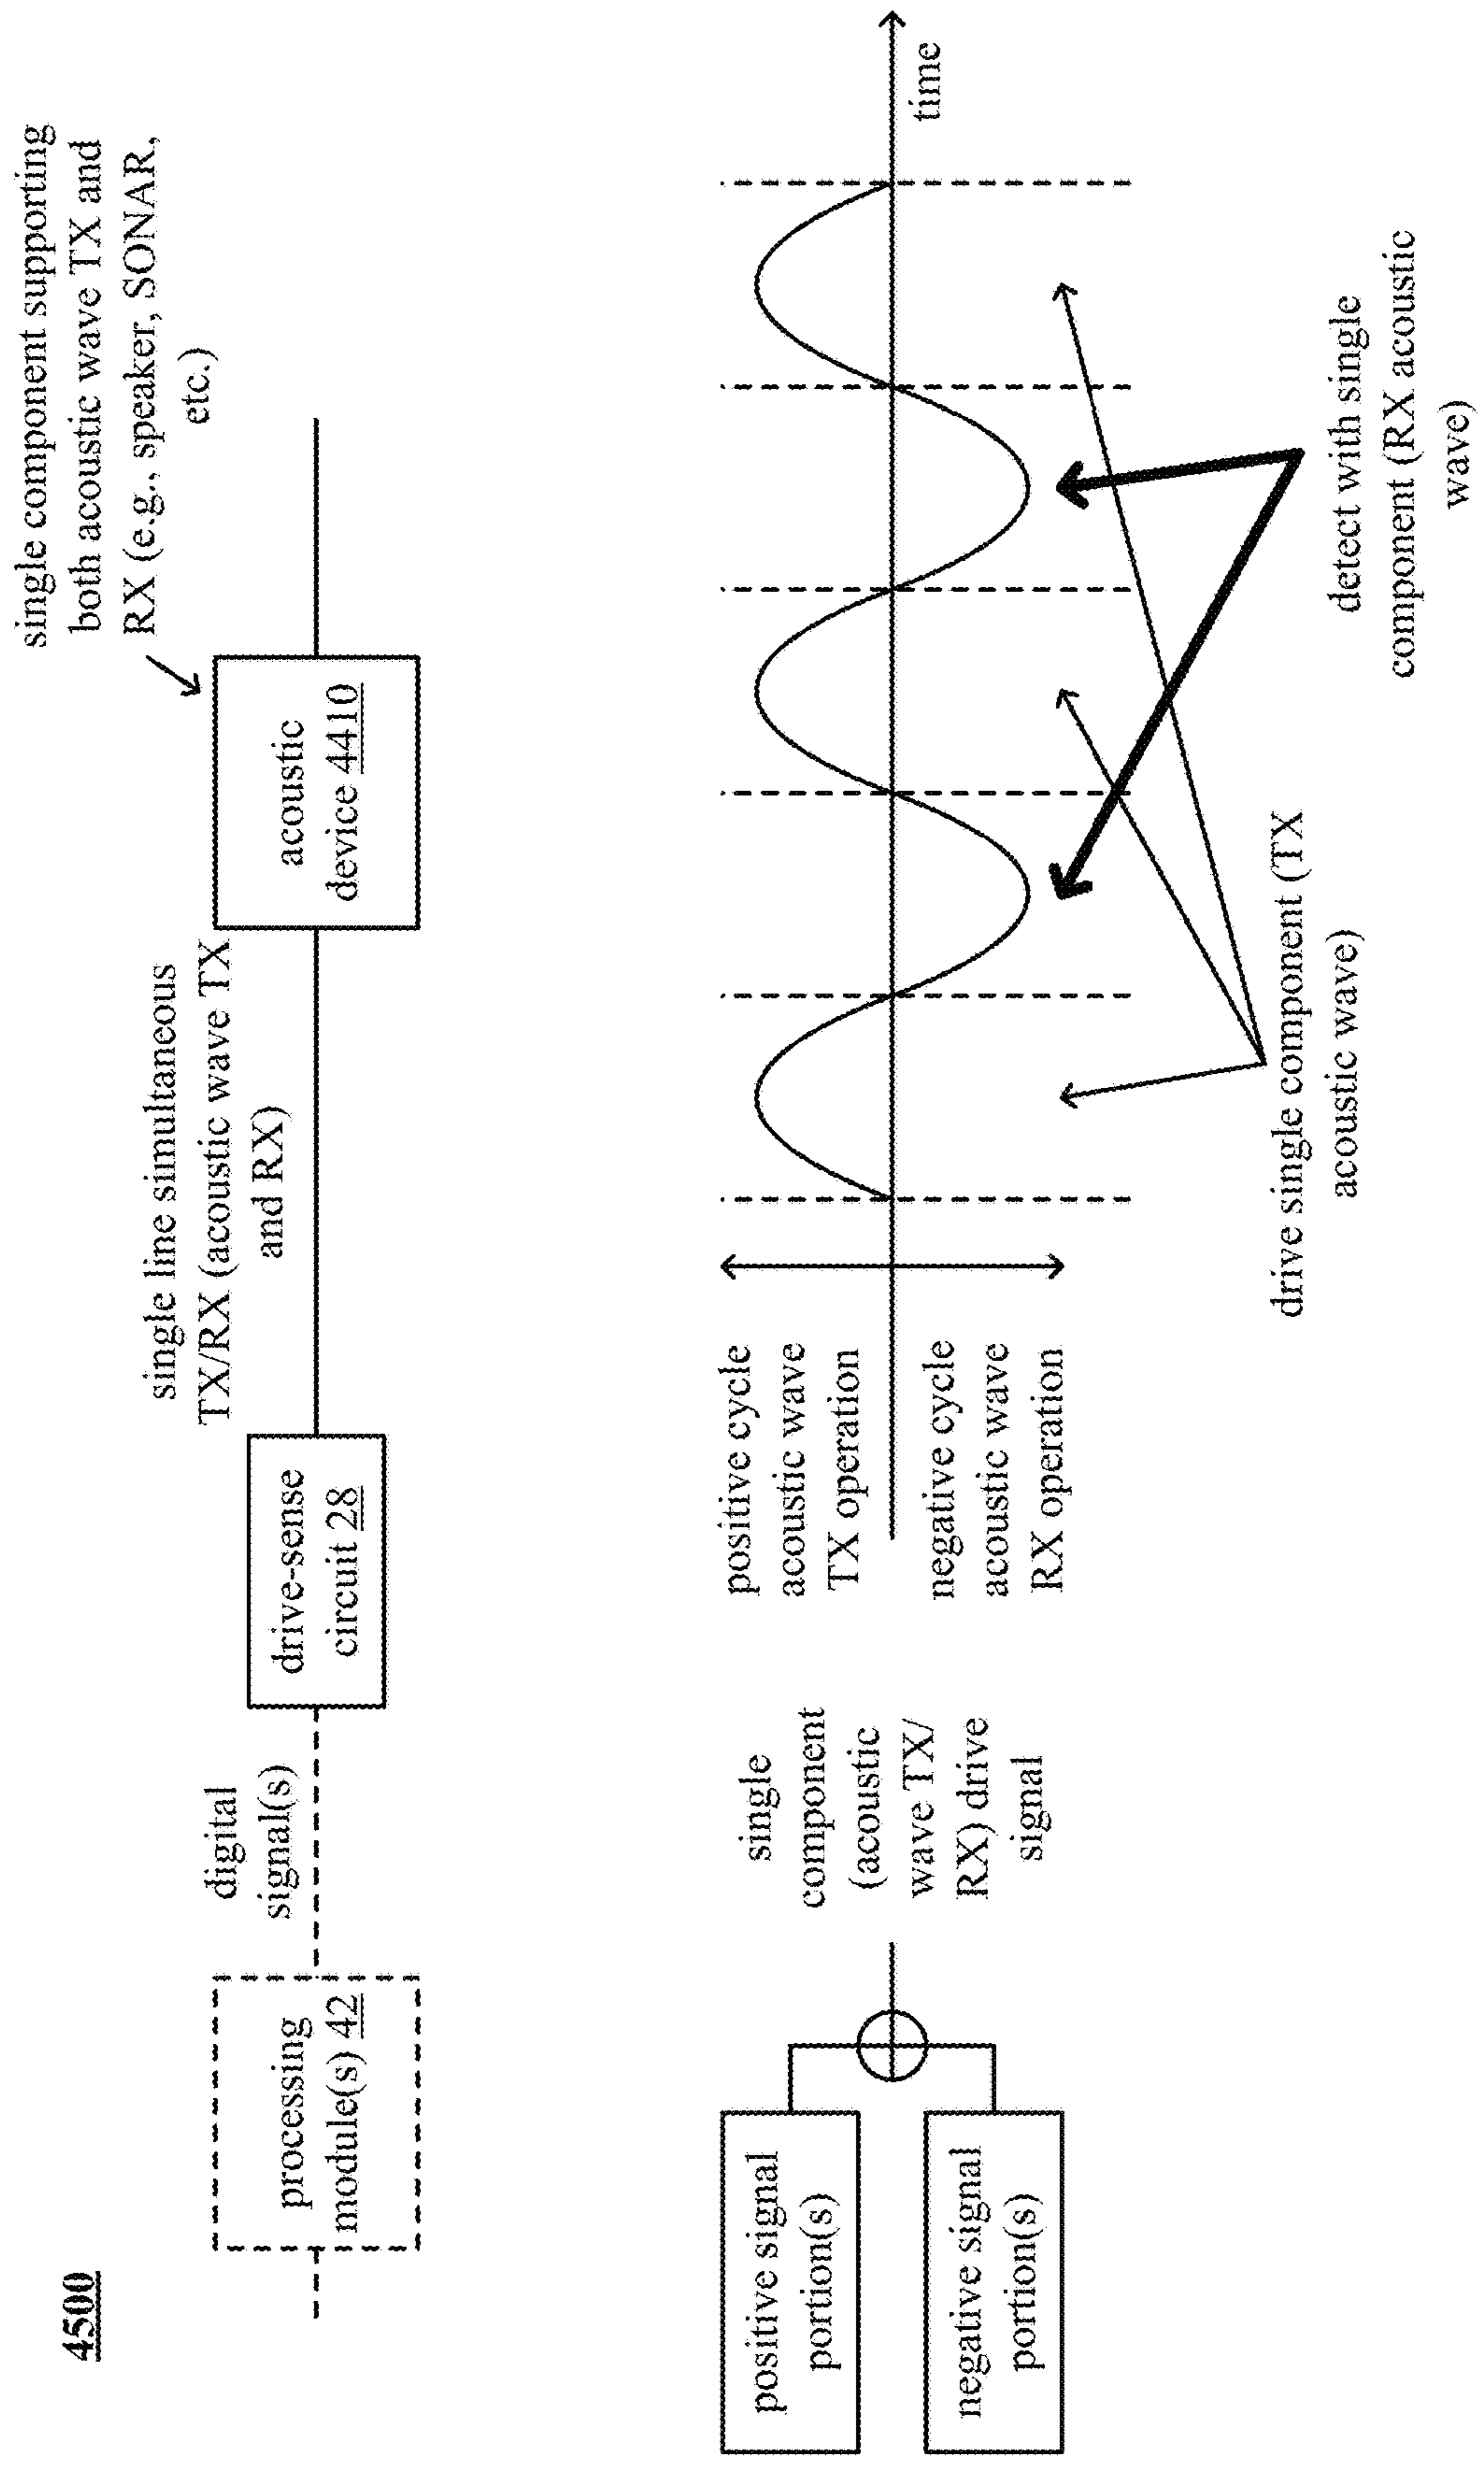 4500
processing
module(s) 42
digital
signal(s)
drive-sense
circuit 28
single line simultaneous
TX/RX (acoustic wave TX
and RX)
acoustic
device 4410
single component supporting
both acoustic wave TX and
RX (e.g., speaker, SONAR,
etc.)
positive signal
portion(s)
negative signal
portion(s)
single
component
(acoustic
wave TX/
RX) drive
signal
positive cycle
acoustic wave
TX operation
negative cycle
acoustic wave
RX operation
time
drive single component (TX
acoustic wave)
detect with single
component (RX acoustic
wave)